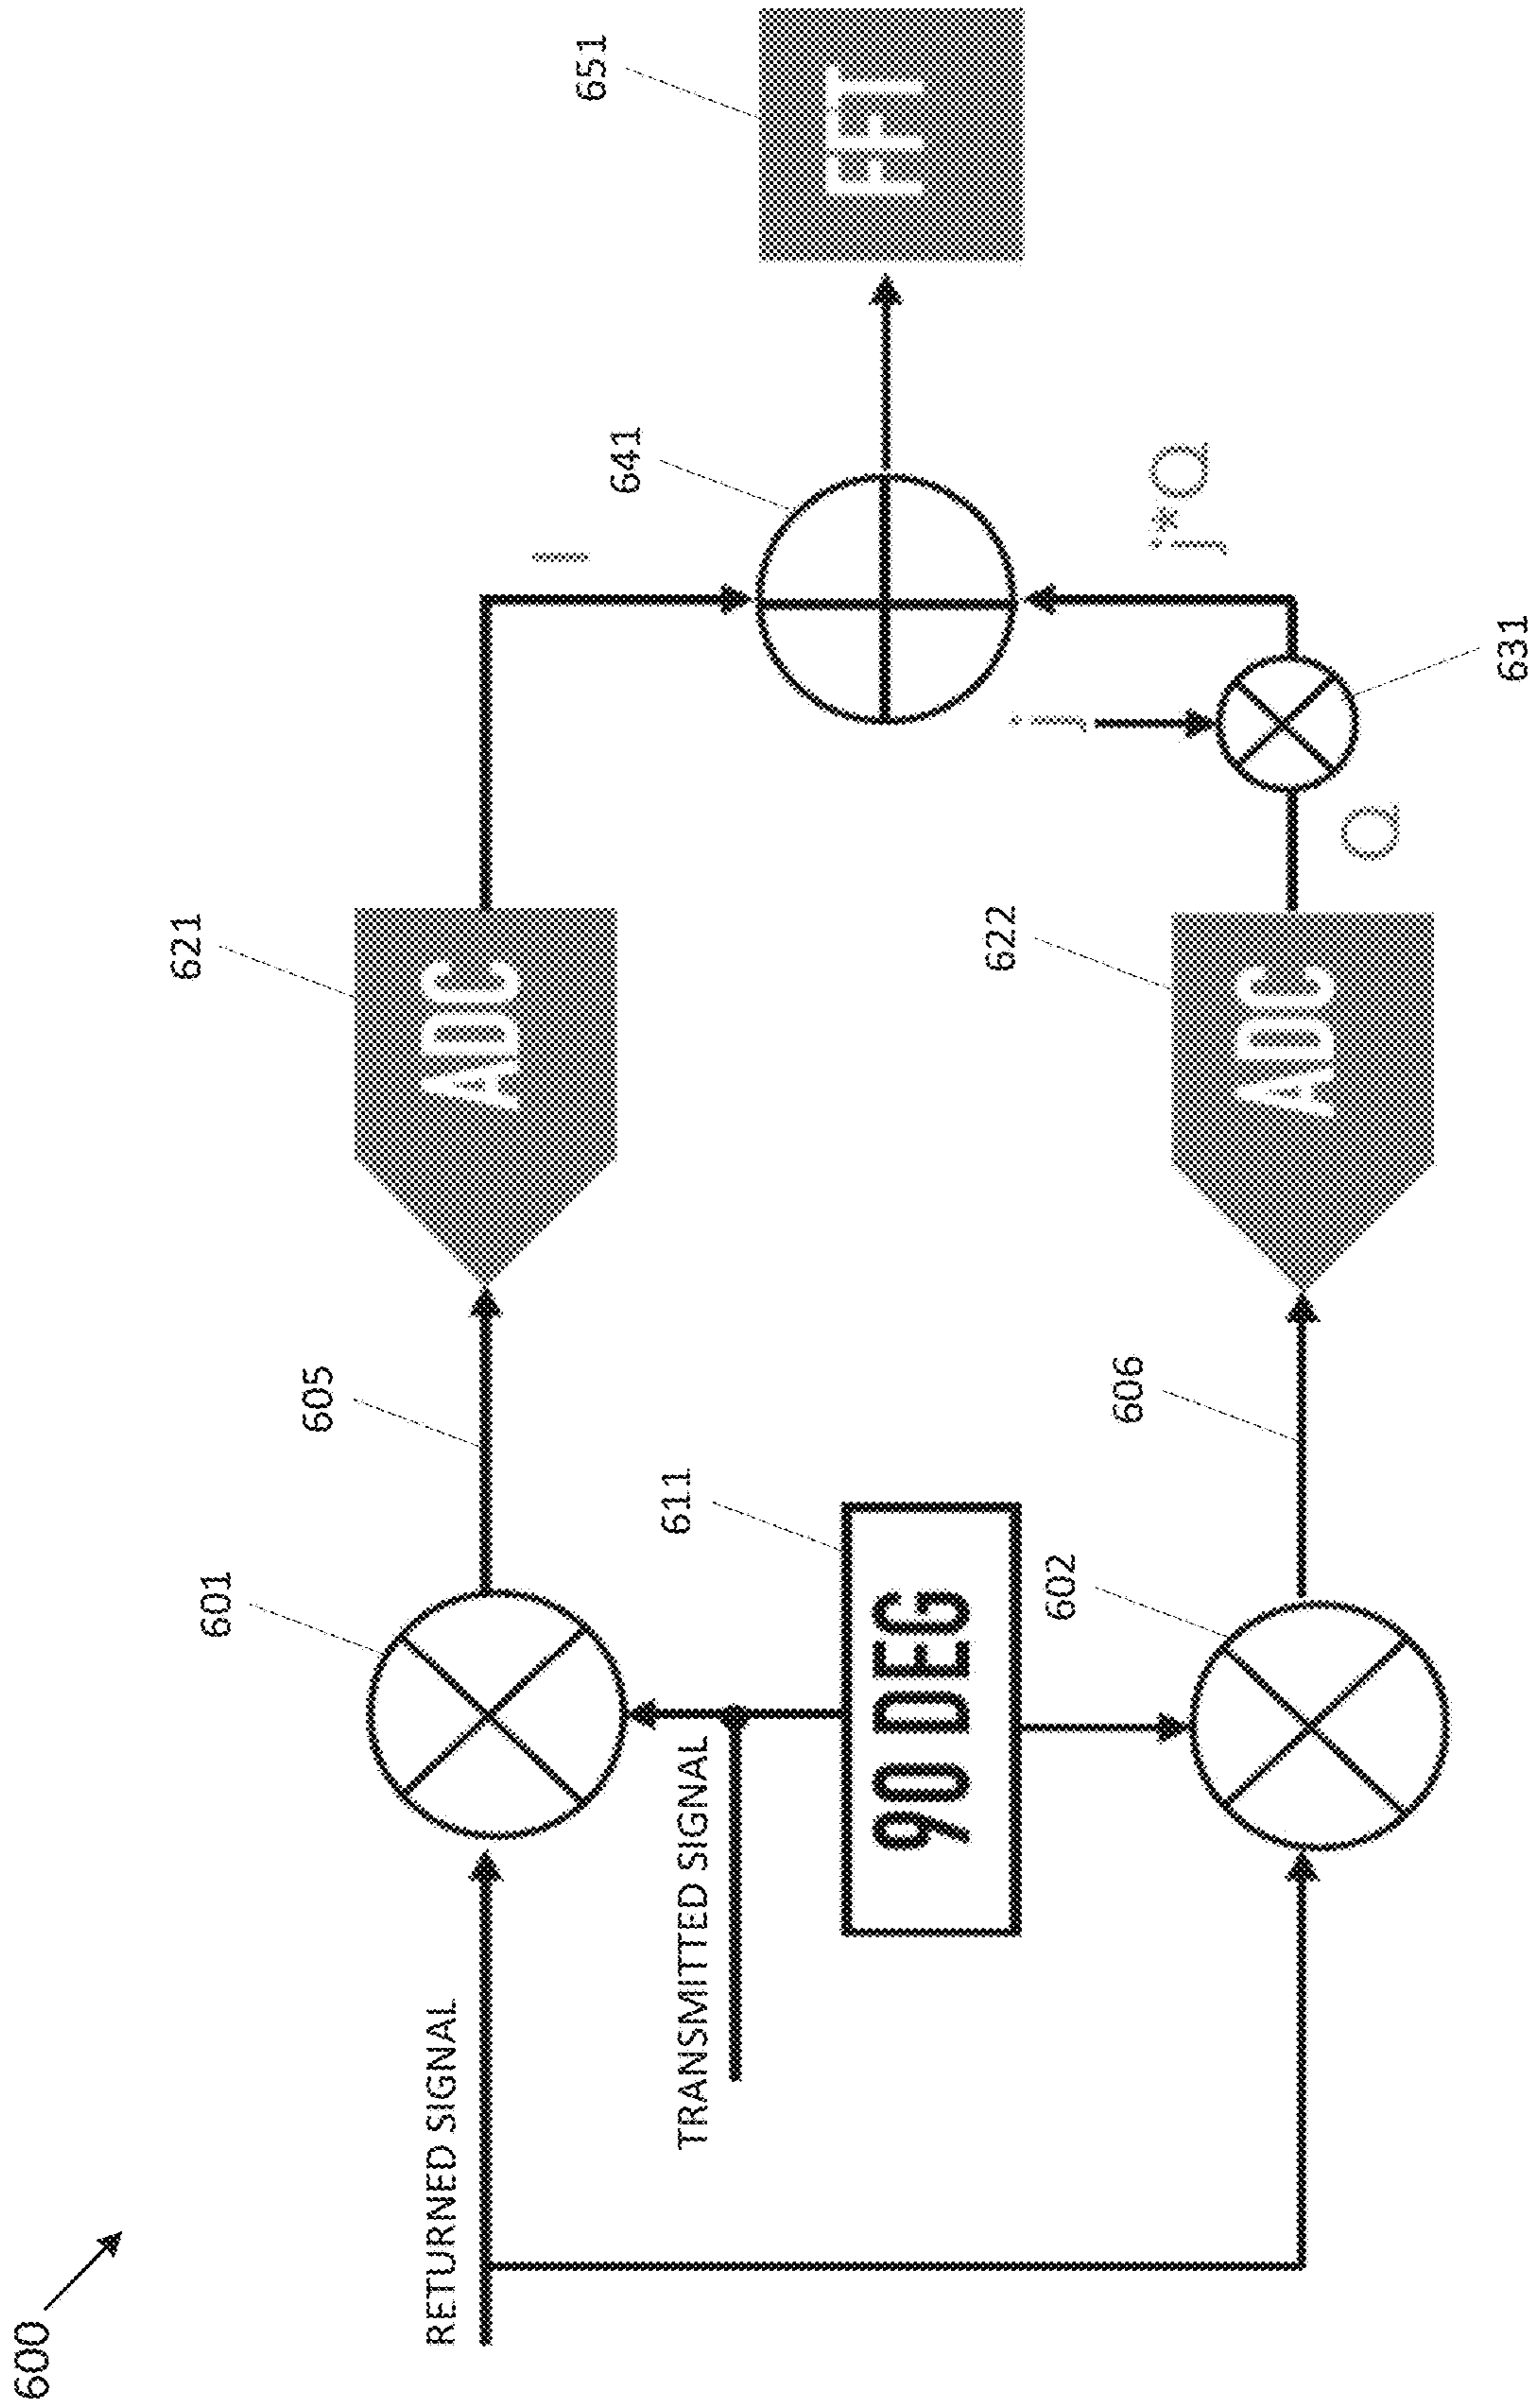 600
RETURNED SIGNAL
TRANSMITTED SIGNAL
601
605
621
ADC
I
90 DEG
611
602
606
622
ADC
Q
j
631
j*Q
641
651
FFT